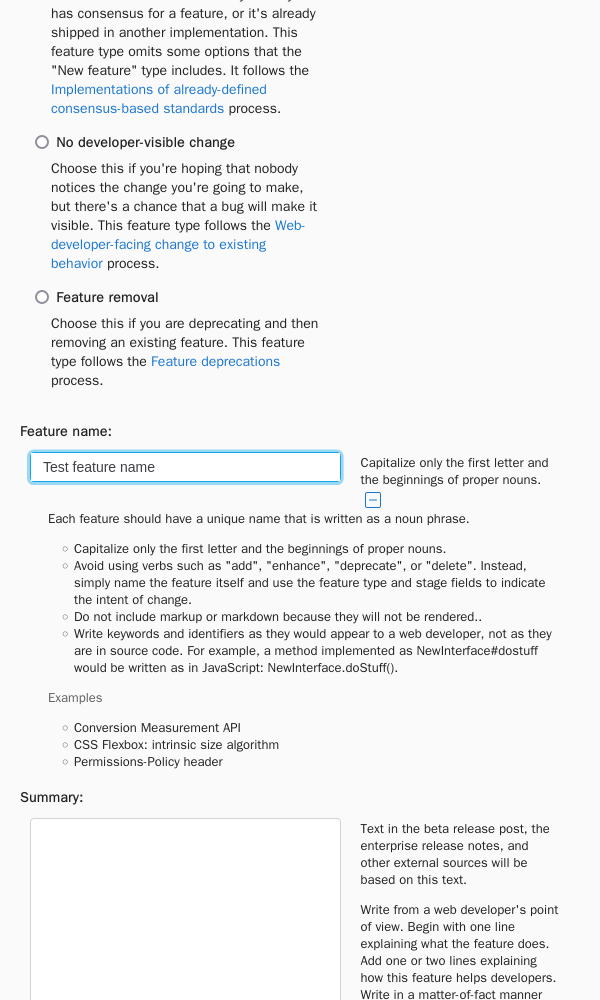 has consensus for a feature, or it's already
shipped in another implementation. This
feature type omits some options that the
"New feature" type includes. It follows the
Implementations of already-defined
consensus-based standards process.
No developer-visible change
Choose this if you're hoping that nobody
notices the change you're going to make,
but there's a chance that a bug will make it
visible. This feature type follows the Web-
developer-facing change to existing
behavior process.
Feature removal
Choose this if you are deprecating and then
removing an existing feature. This feature
type follows the Feature deprecations
process.
Feature name:
Test feature name
Capitalize only the first letter and
the beginnings of proper nouns.
Each feature should have a unique name that is written as a noun phrase.
Capitalize only the first letter and the beginnings of proper nouns.
Avoid using verbs such as "add", "enhance", "deprecate", or "delete". Instead,
simply name the feature itself and use the feature type and stage fields to indicate
the intent of change.
Do not include markup or markdown because they will not be rendered..
Write keywords and identifiers as they would appear to a web developer, not as they
are in source code. For example, a method implemented as NewInterface#dostuff
would be written as in JavaScript: NewInterface.doStuff().
Examples
Conversion Measurement API
CSS Flexbox: intrinsic size algorithm
Permissions-Policy header
Summary:
Text in the beta release post, the
enterprise release notes, and
other external sources will be
based on this text.
Write from a web developer's point
of view. Begin with one line
explaining what the feature does.
Add one or two lines explaining
how this feature helps developers.
Write in a matter-of-fact manner